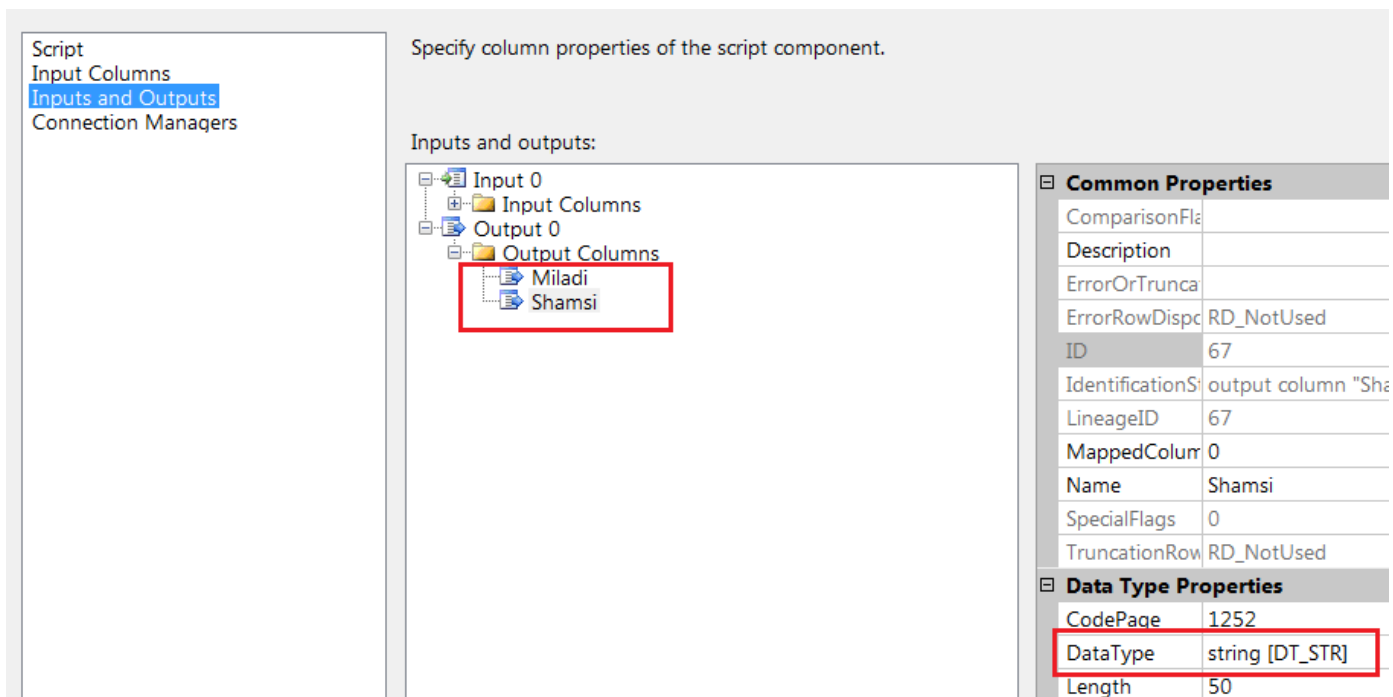 Script
Input Columns
Inputs and Outputs
Connection Managers
Specify column properties of the script component.
Inputs and outputs:
Input 0
Input Columns
Output 0
Output Columns
Miladi
Shamsi
Common Properties
ComparisonFla
Description
ErrorOrTrunca
ErrorRowDispo RD_NotUsed
ID 67
IdentificationSt output column "Sha
LineageID 67
MappedColum 0
Name Shamsi
SpecialFlags 0
TruncationRow RD_NotUsed
Data Type Properties
CodePage 1252
DataType string [DT_STR]
Length 50